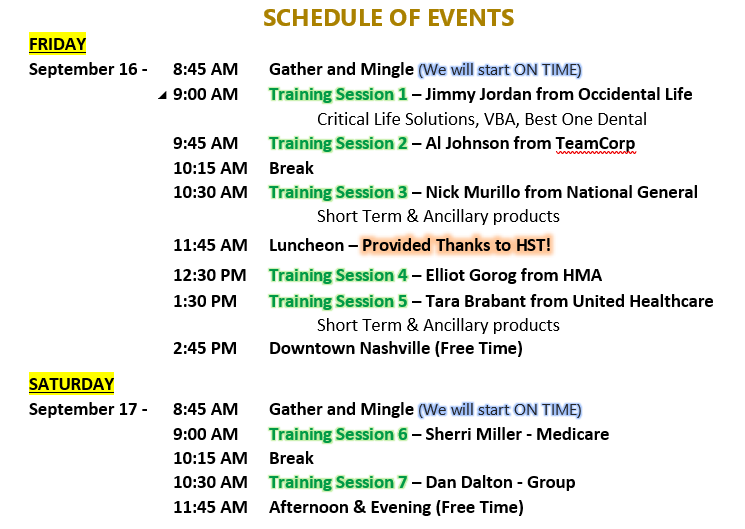 SCHEDULE OF EVENTS
FRIDAY
September 16 - 8:45 AM Gather and Mingle (We will start ON TIME)
9:00 AM Training Session 1 – Jimmy Jordan from Occidental Life
Critical Life Solutions, VBA, Best One Dental
9:45 AM Training Session 2 – Al Johnson from TeamCorp
10:15 AM Break
10:30 AM Training Session 3 – Nick Murillo from National General
Short Term & Ancillary products
11:45 AM Luncheon – Provided Thanks to HST!
12:30 PM Training Session 4 – Elliot Gorog from HMA
1:30 PM Training Session 5 – Tara Brabant from United Healthcare
Short Term & Ancillary products
2:45 PM Downtown Nashville (Free Time)
SATURDAY
September 17 - 8:45 AM Gather and Mingle (We will start ON TIME)
9:00 AM Training Session 6 – Sherri Miller - Medicare
10:15 AM Break
10:30 AM Training Session 7 – Dan Dalton - Group
11:45 AM Afternoon & Evening (Free Time)